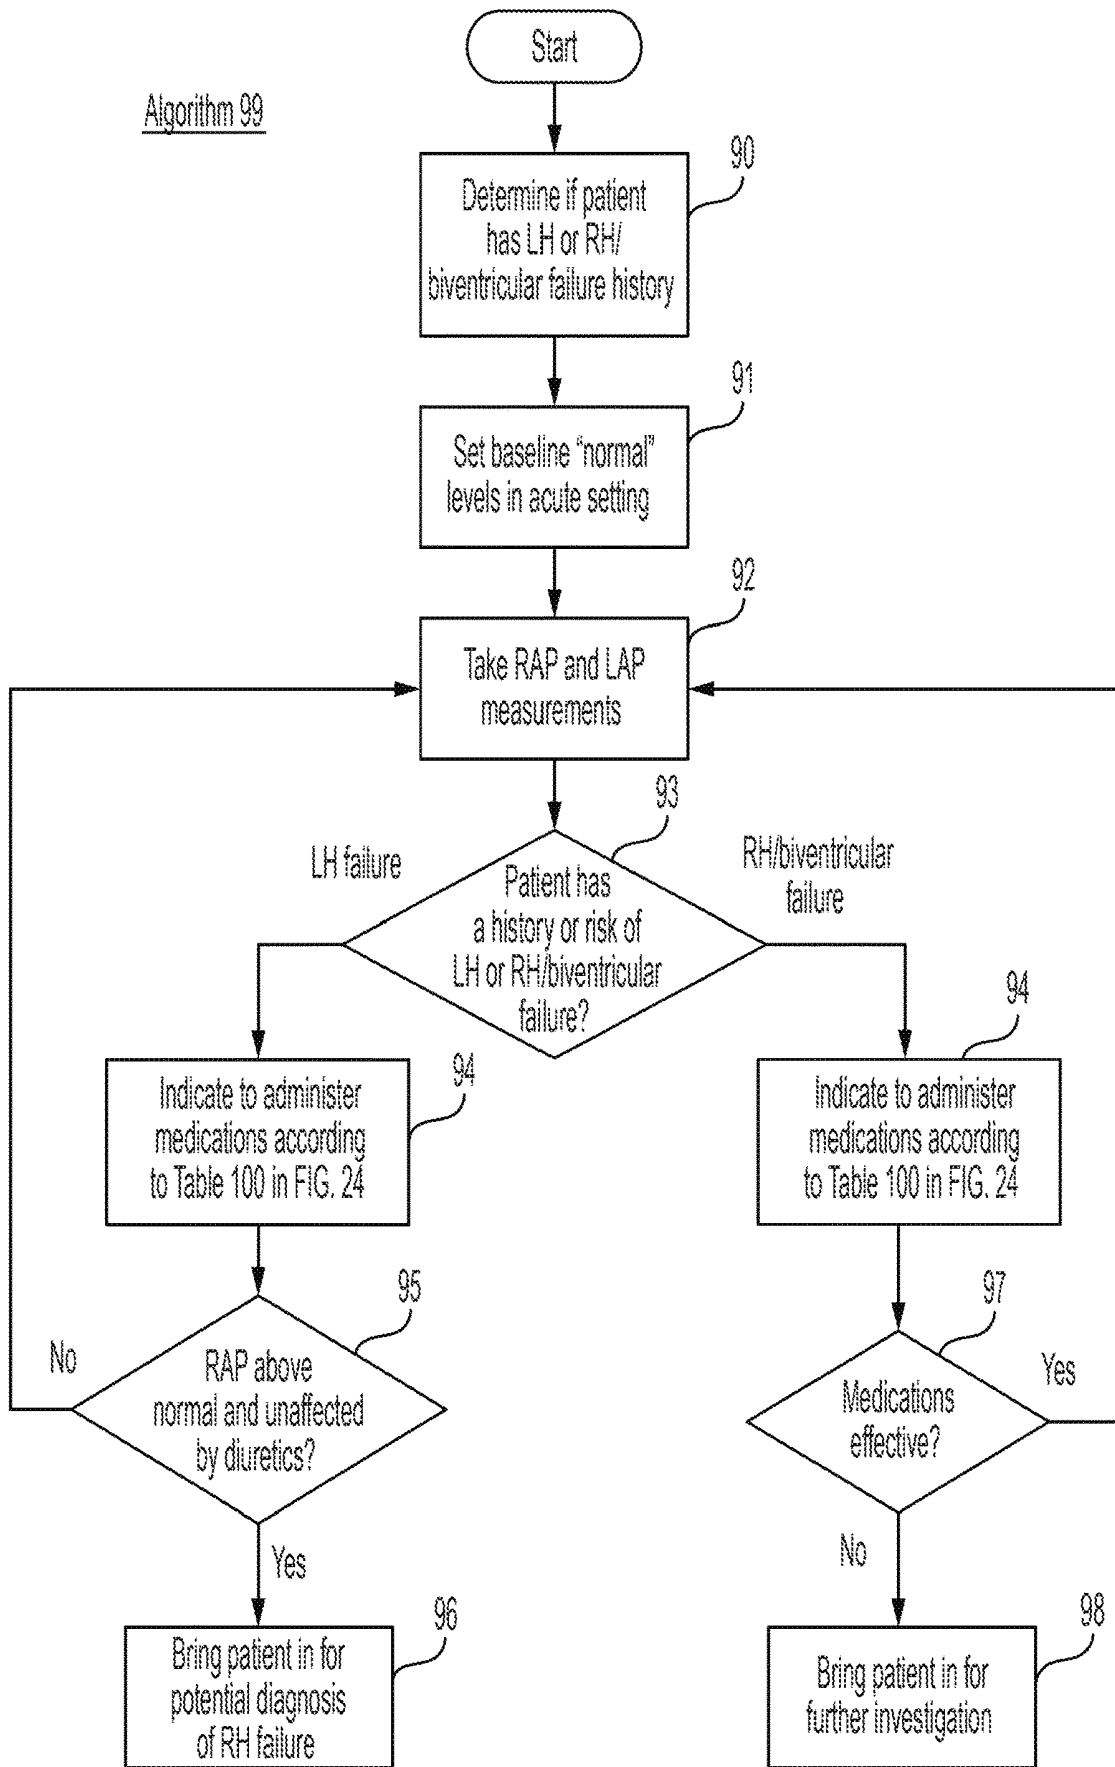 Start
Algorithm 99
90
Determine if patient
has LH or RH/
biventricular failure history
91
Set baseline “normal”
levels in acute setting
92
Take RAP and LAP
measurements
93
LH failure
RH/biventricular
failure
Patient has
a history or risk of
LH or RH/biventricular
failure?
94
Indicate to administer
medications according
to Table 100 in FIG. 24
94
Indicate to administer
medications according
to Table 100 in FIG. 24
95
No
RAP above
normal and unaffected
by diuretics?
Yes
97
Yes
Medications
effective?
No
96
Bring patient in for
potential diagnosis
of RH failure
98
Bring patient in for
further investigation